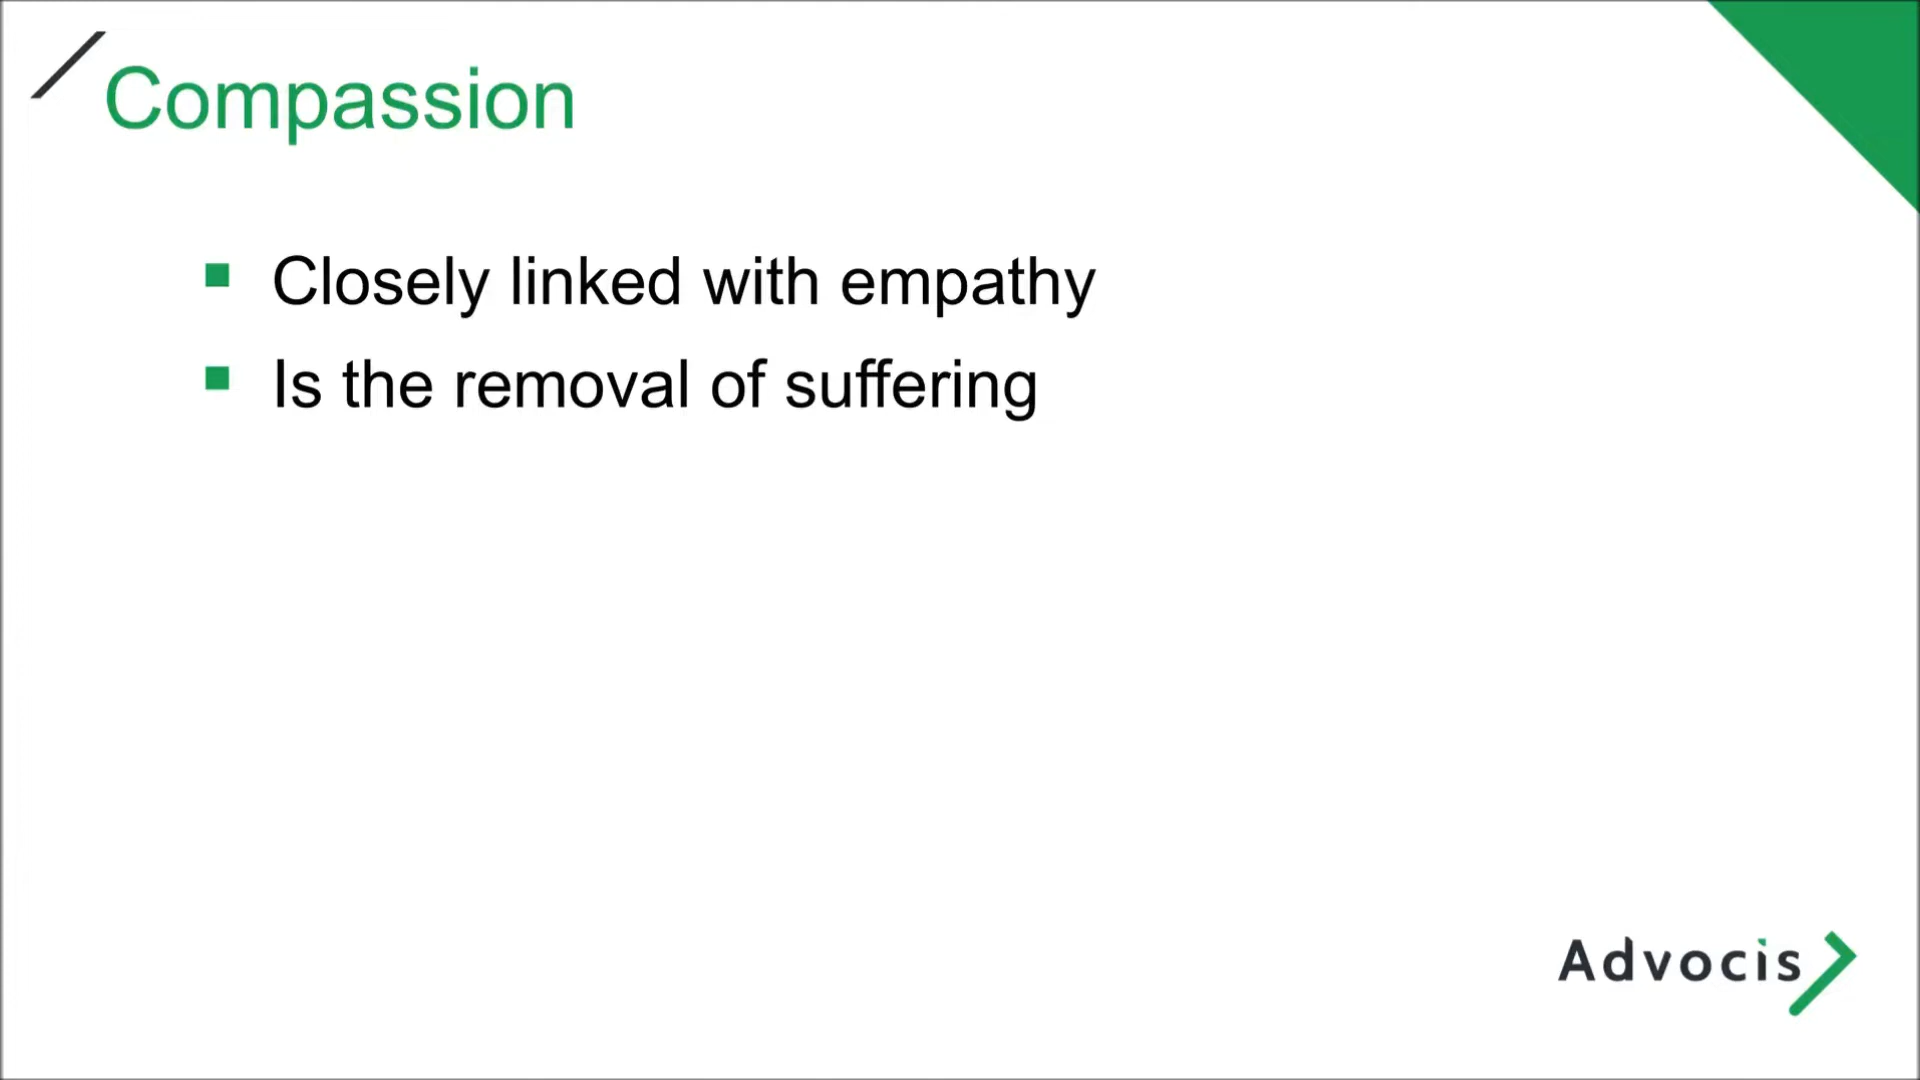 Compassion
Closely linked with empathy
Is the removal of suffering
Advocis